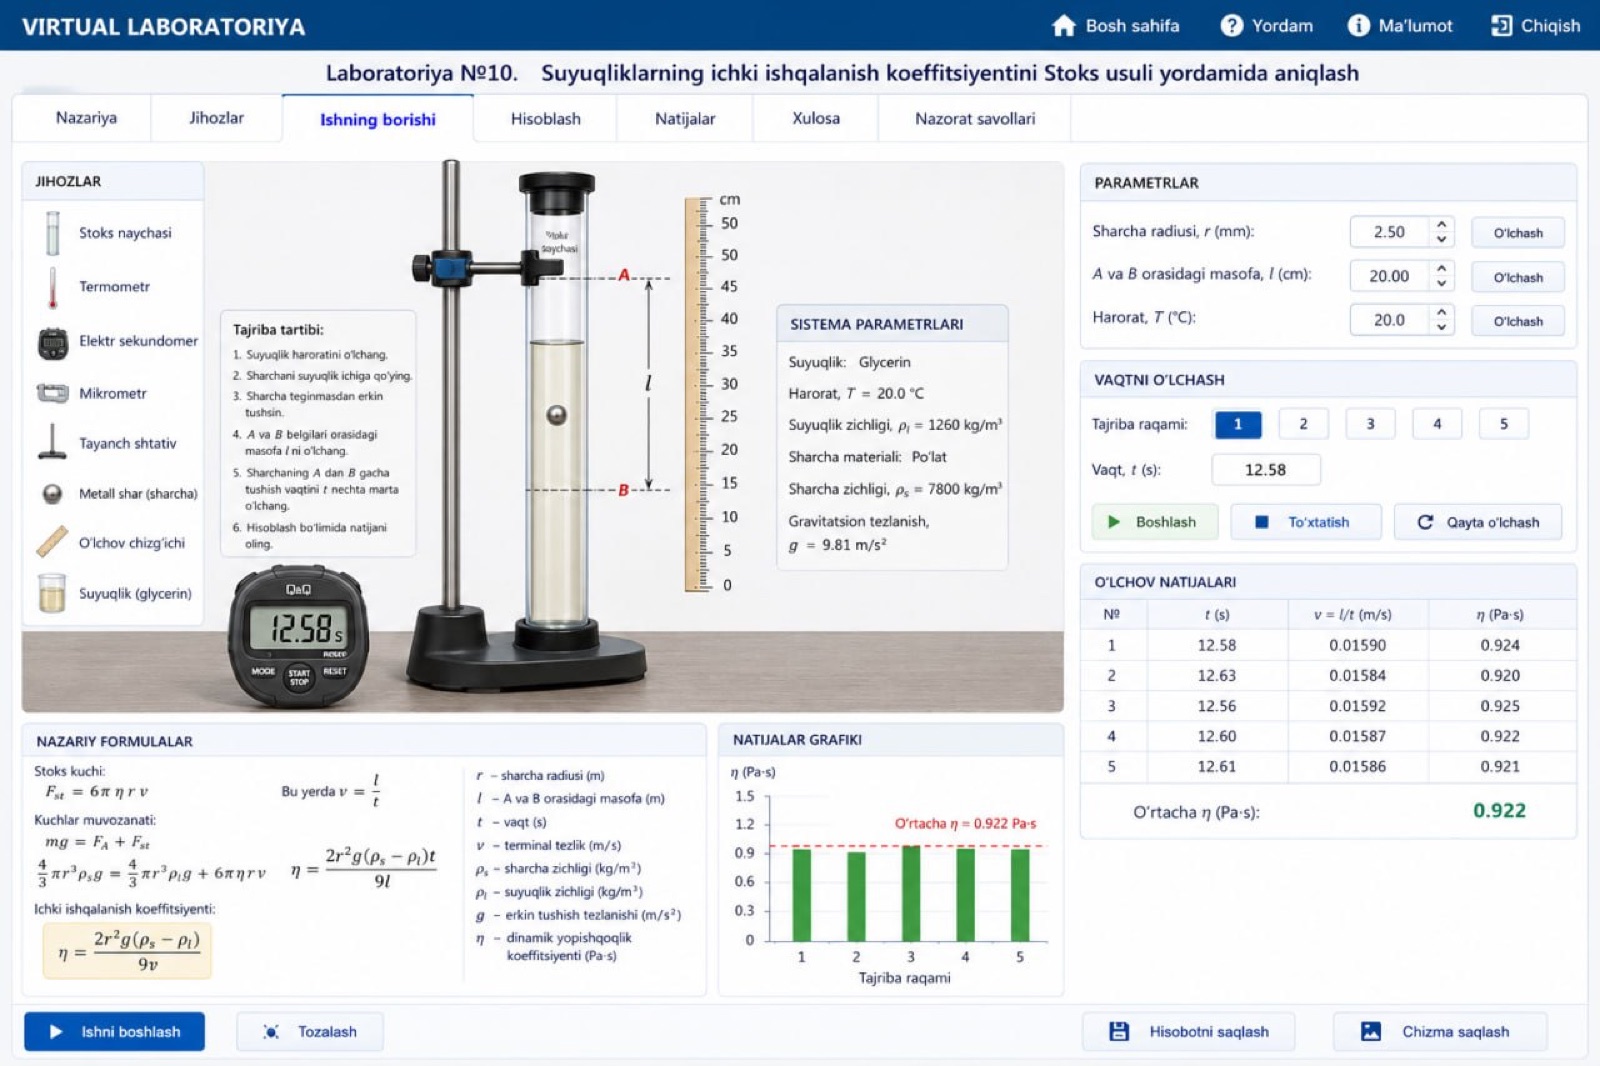 VIRTUAL LABORATORIYA
Bosh sahifa
Yordam
Ma'lumot
Chiqish
Laboratoriya №10. Suyuqliklarning ichki ishqalanish koeffitsiyentini Stoks usuli yordamida aniqlash
Nazariya
Jihozlar
Ishning borishi
Hisoblash
Natijalar
Xulosa
Nazorat savollari
JIHOZLAR
Stoks naychasi
Termometr
Elektr sekundomer
Mikrometr
Tayanch shtativ
Metall shar (sharcha)
O'lchov chizg'ichi
Suyuqlik (glycerin)
Tajriba tartibi:
1. Suyuqlik haroratini o'lchang.
2. Sharchani suyuqlik ichiga qo'ying.
3. Sharcha teginmasdan erkin
tushsin.
4. A va B belgilari orasidagi
masofa l ni o'lchang.
5. Sharchaning A dan B gacha
tushish vaqtini t nechta marta
o'lchang.
6. Hisoblash bo'limida natijani
oling.
Q&Q
12.58 s
MODE
START
STOP
RESET
A
l
B
cm
50
50
45
40
35
30
25
20
15
10
5
0
SISTEMA PARAMETRLARI
Suyuqlik: Glycerin
Harorat, T = 20.0 °C
Suyuqlik zichligi, ρl = 1260 kg/m³
Sharcha materiali: Po'lat
Sharcha zichligi, ρs = 7800 kg/m³
Gravitatsion tezlanish,
g = 9.81 m/s²
PARAMETRLAR
Sharcha radiusi, r (mm): 2.50 O'lchash
A va B orasidagi masofa, l (cm): 20.00 O'lchash
Harorat, T (°C): 20.0 O'lchash
VAQTNI O'LCHASH
Tajriba raqami: 1 2 3 4 5
Vaqt, t (s): 12.58
Boshlash
To'xtatish
Qayta o'lchash
O'LCHOV NATIJALARI
№ t (s) v = l/t (m/s) η (Pa·s)
1 12.58 0.01590 0.924
2 12.63 0.01584 0.920
3 12.56 0.01592 0.925
4 12.60 0.01587 0.922
5 12.61 0.01586 0.921
O'rtacha η (Pa·s): 0.922
NAZARIY FORMULALAR
Stoks kuchi:
Fst = 6π η r v
Bu yerda v = l/t
Kuchlar muvozanati:
mg = FA + Fst
4/3 πr³ρsg = 4/3 πr³ρlg + 6πηrv
η = 2r²g(ρs − ρl)t / 9l
Ichki ishqalanish koeffitsiyenti:
η = 2r²g(ρs − ρl) / 9v
r – sharcha radiusi (m)
l – A va B orasidagi masofa (m)
t – vaqt (s)
v – terminal tezlik (m/s)
ρs – sharcha zichligi (kg/m³)
ρl – suyuqlik zichligi (kg/m³)
g – erkin tushish tezlanishi (m/s²)
η – dinamik yopishqoqlik
koeffitsiyenti (Pa·s)
NATIJALAR GRAFIKI
η (Pa·s)
1.5
1.2
0.9
0.6
0.3
0
O'rtacha η = 0.922 Pa·s
1 2 3 4 5
Tajriba raqami
Ishni boshlash
Tozalash
Hisobotni saqlash
Chizma saqlash